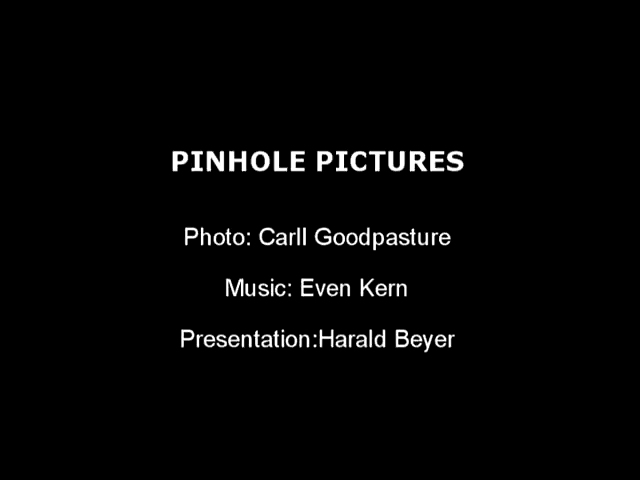 PINHOLE PICTURES
Photo: Carll Goodpasture
Music: Even Kern
Presentation:Harald Beyer